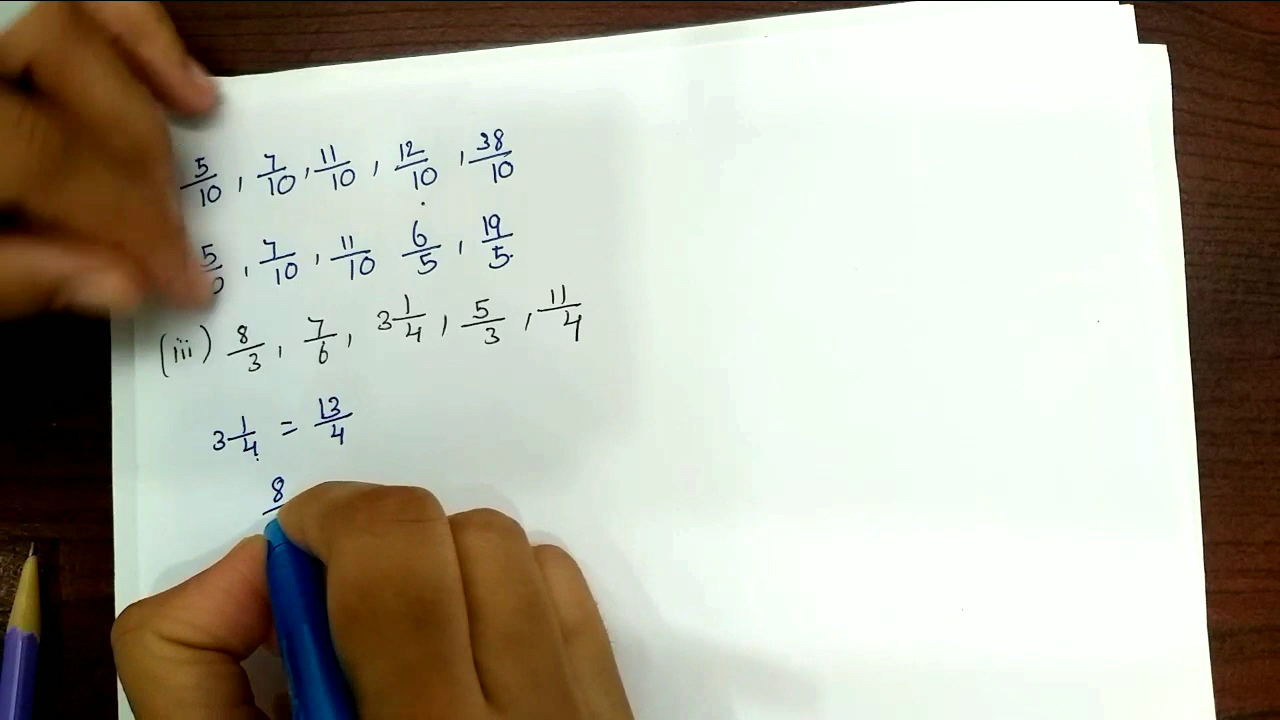 5/10, 7/10, 11/10, 12/10, 38/10
5/10, 7/10, 11/10 6/5, 19/5
(iii) 8/3, 7/6, 3 1/4, 5/3, 11/4
3 1/4 = 13/4
8